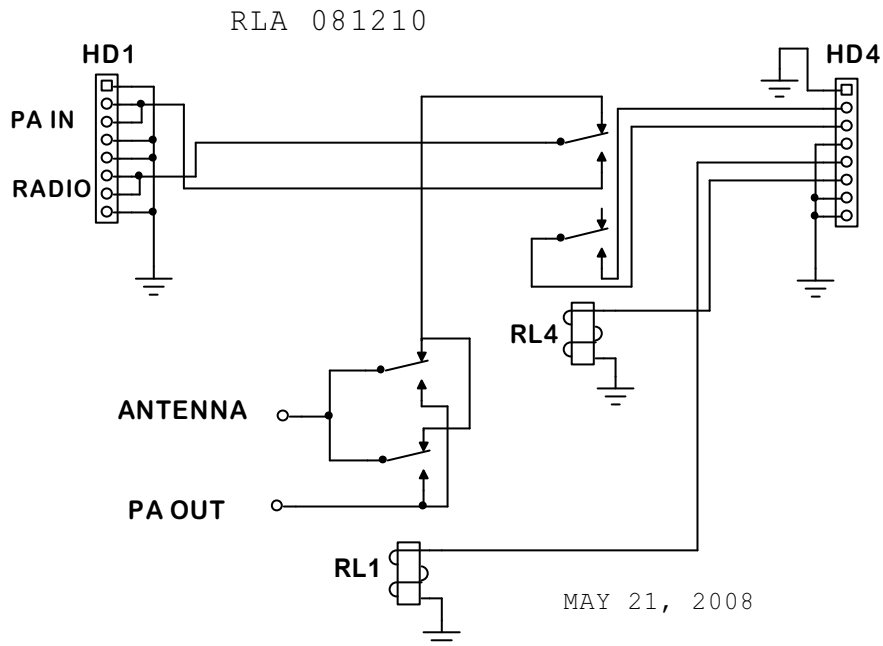 RLA 081210
HD1
HD4
PA IN
RADIO
RL4
ANTENNA
PA OUT
RL1
MAY 21, 2008